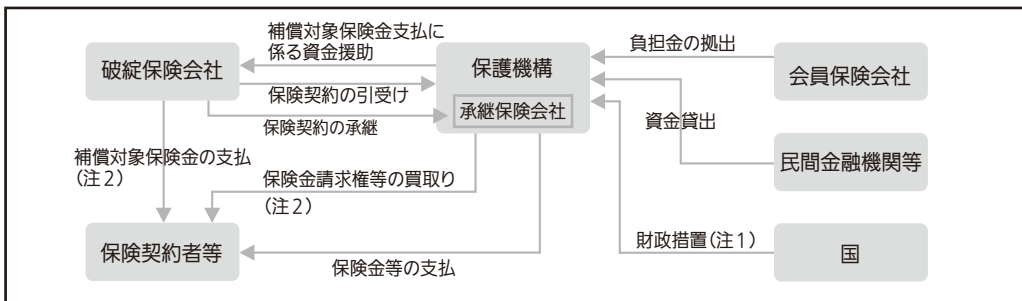 補償対象保険金支払に
係る資金援助
負担金の拠出
破綻保険会社
保護機構
会員保険会社
保険契約の引受け
承継保険会社
保険契約の承継
資金貸出
補償対象保険金の支払
(注2)
民間金融機関等
保険金請求権等の買取り
(注2)
保険契約者等
財政措置(注1)
国
保険金等の支払